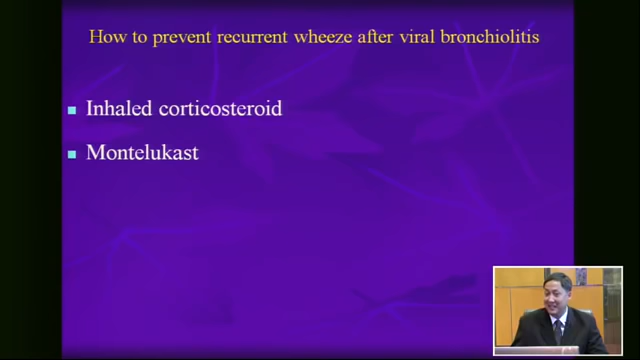 How to prevent recurrent wheeze after viral bronchiolitis
Inhaled corticosteroid
Montelukast